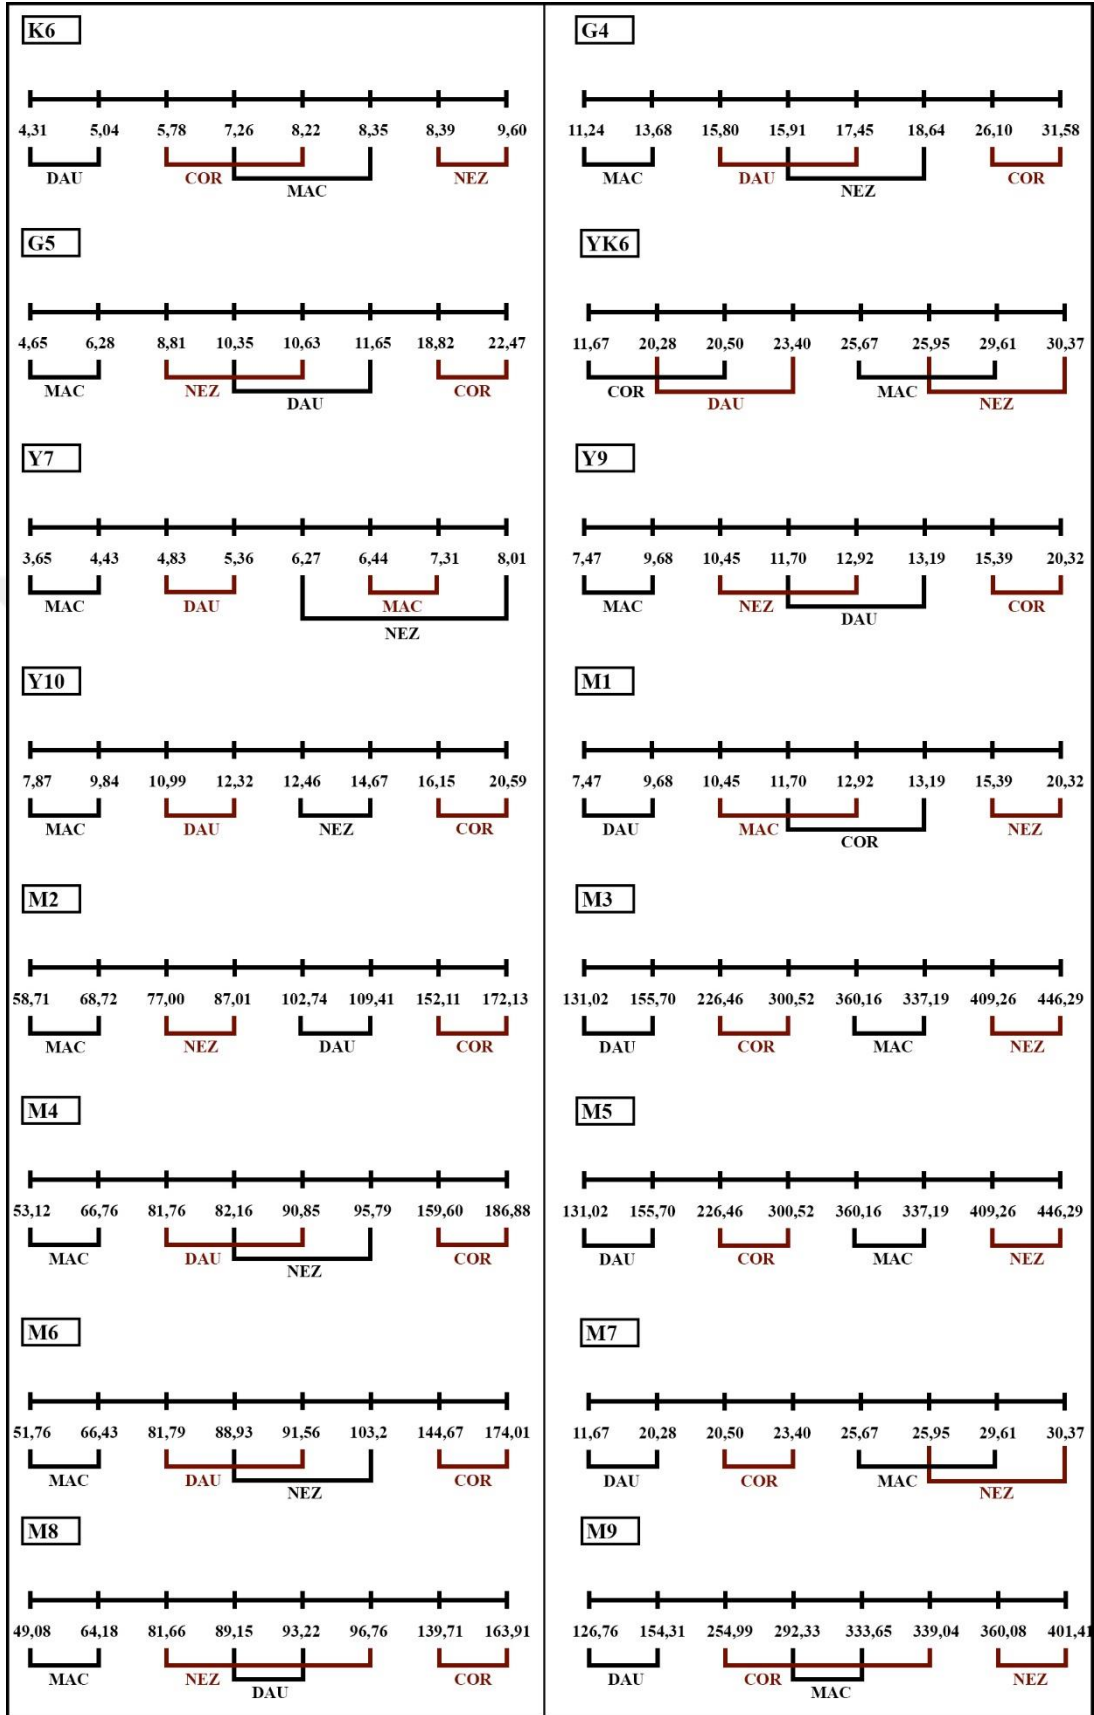 K6
4,31 5,04 5,78 7,26 8,22 8,35 8,39 9,60
DAU COR NEZ
MAC
G4
11,24 13,68 15,80 15,91 17,45 18,64 26,10 31,58
MAC DAU COR
NEZ
G5
4,65 6,28 8,81 10,35 10,63 11,65 18,82 22,47
MAC NEZ COR
DAU
YK6
11,67 20,28 20,50 23,40 25,67 25,95 29,61 30,37
COR MAC
DAU NEZ
Y7
3,65 4,43 4,83 5,36 6,27 6,44 7,31 8,01
MAC DAU MAC
NEZ
Y9
7,47 9,68 10,45 11,70 12,92 13,19 15,39 20,32
MAC NEZ COR
DAU
Y10
7,87 9,84 10,99 12,32 12,46 14,67 16,15 20,59
MAC DAU NEZ COR
M1
7,47 9,68 10,45 11,70 12,92 13,19 15,39 20,32
DAU MAC NEZ
COR
M2
58,71 68,72 77,00 87,01 102,74 109,41 152,11 172,13
MAC NEZ DAU COR
M3
131,02 155,70 226,46 300,52 360,16 337,19 409,26 446,29
DAU COR MAC NEZ
M4
53,12 66,76 81,76 82,16 90,85 95,79 159,60 186,88
MAC DAU COR
NEZ
M5
131,02 155,70 226,46 300,52 360,16 337,19 409,26 446,29
DAU COR MAC NEZ
M6
51,76 66,43 81,79 88,93 91,56 103,2 144,67 174,01
MAC DAU COR
NEZ
M7
11,67 20,28 20,50 23,40 25,67 25,95 29,61 30,37
DAU COR MAC
NEZ
M8
49,08 64,18 81,66 89,15 93,22 96,76 139,71 163,91
MAC NEZ COR
DAU
M9
126,76 154,31 254,99 292,33 333,65 339,04 360,08 401,41
DAU COR NEZ
MAC